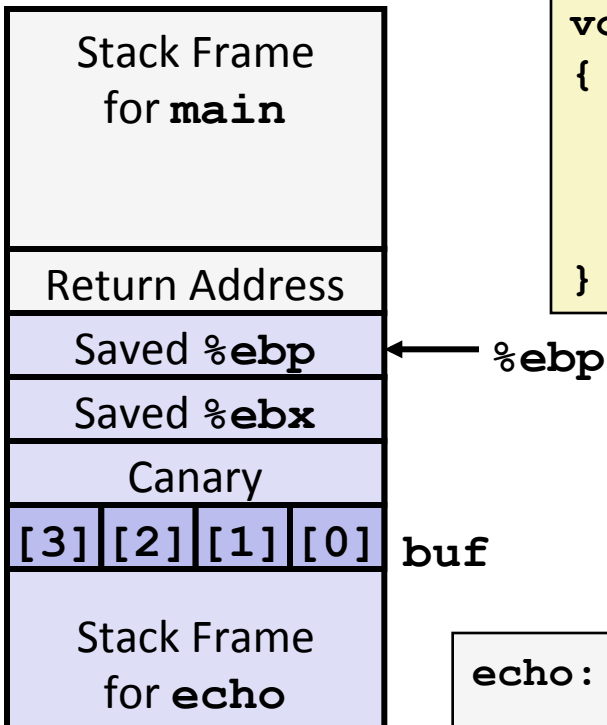 Stack Frame
for main
Return Address
Saved %ebp
%ebp
Saved %ebx
Canary
[3] [2] [1] [0]
buf
Stack Frame
for echo
{
}
echo: